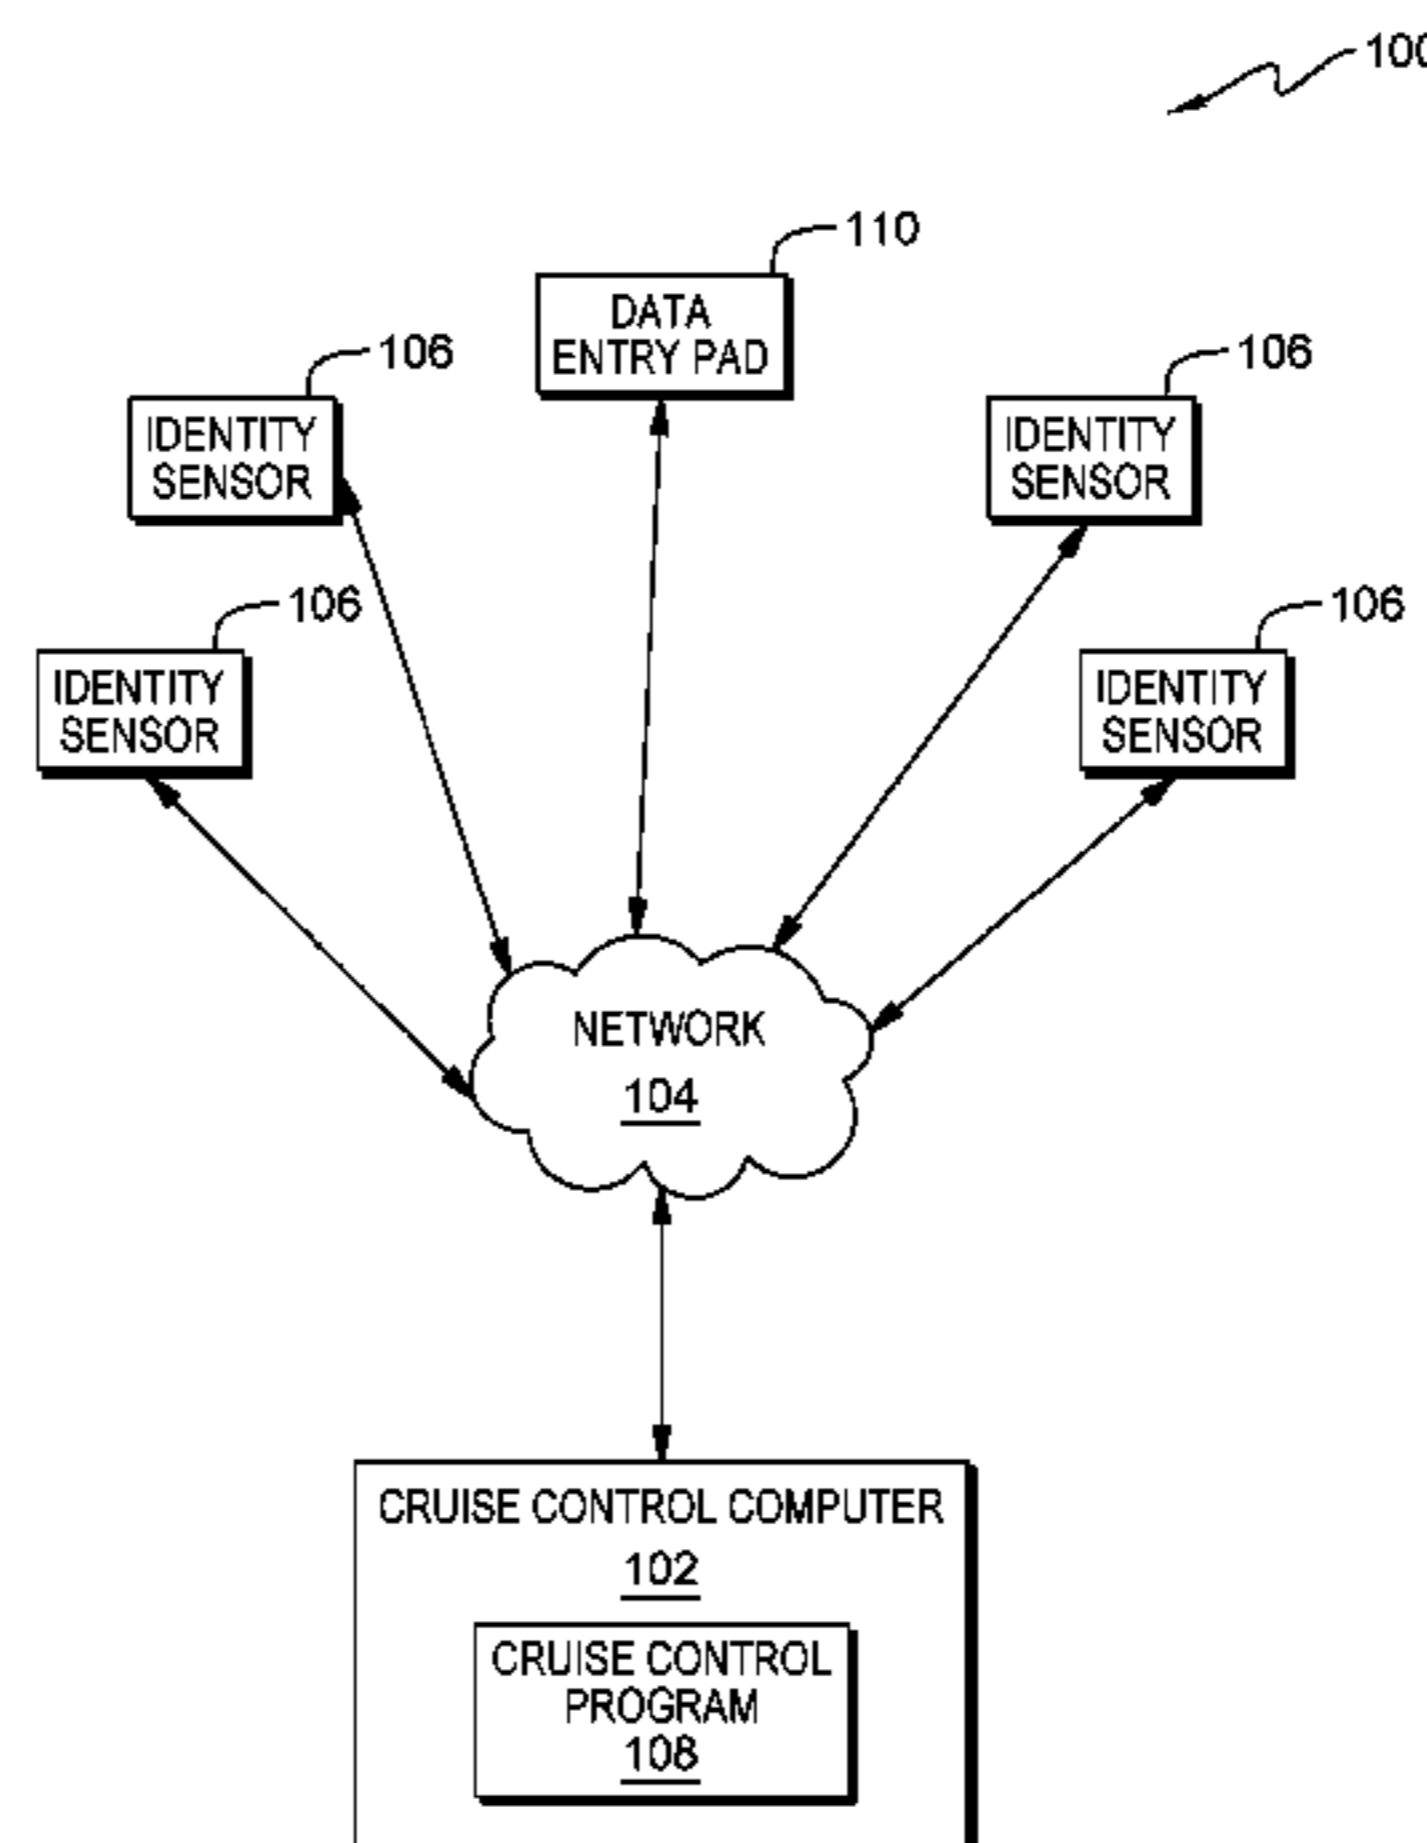 100
110
DATA
ENTRY PAD
106
IDENTITY
SENSOR
106
IDENTITY
SENSOR
106
IDENTITY
SENSOR
106
IDENTITY
SENSOR
NETWORK
104
CRUISE CONTROL COMPUTER
102
CRUISE CONTROL
PROGRAM
108